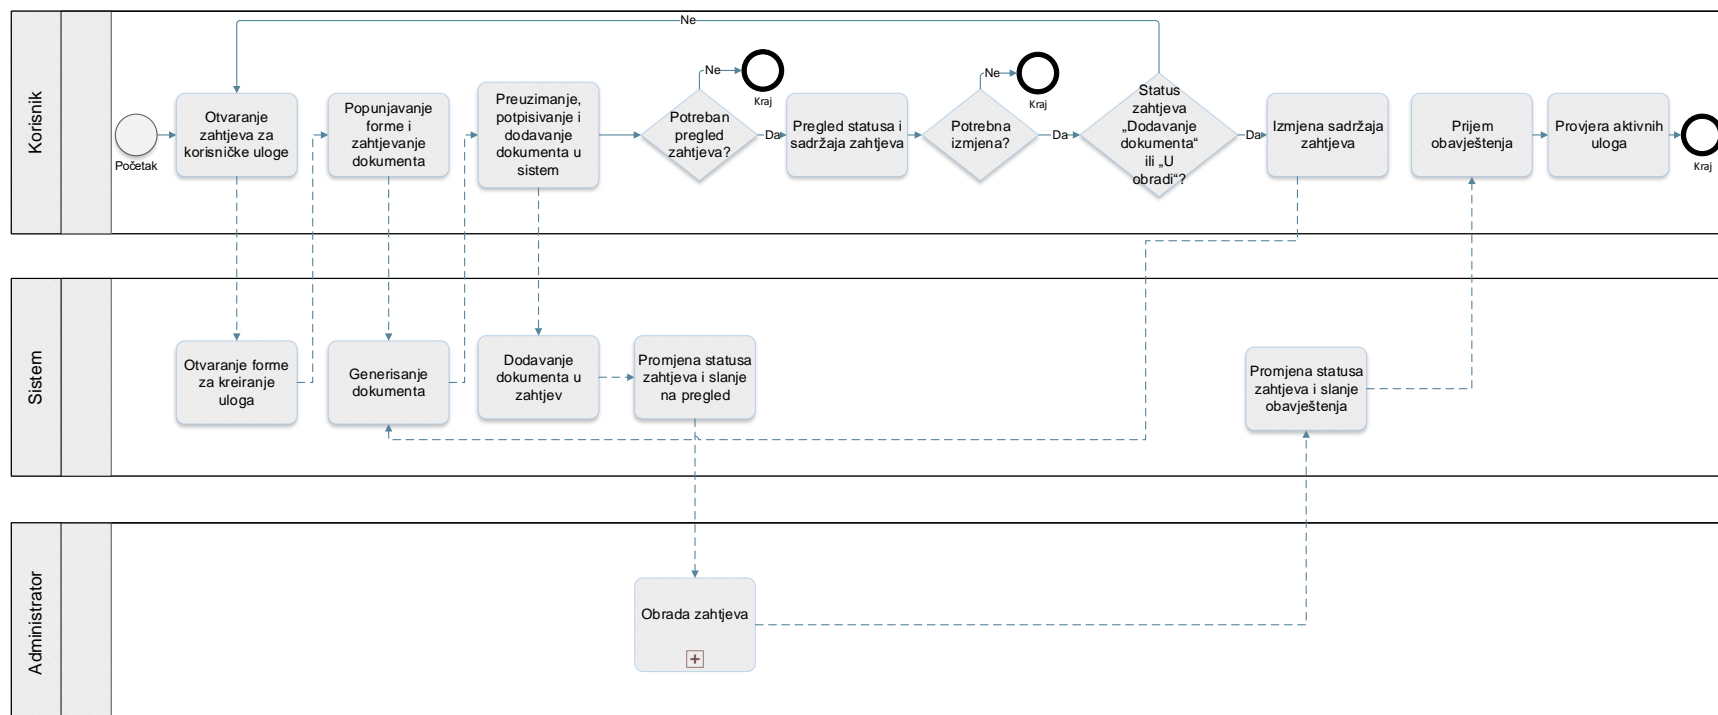 Ne
Korisnik
Početak
Otvaranje
zahtjeva za
korisničke uloge
Popunjavanje
forme i
zahtjevanje
dokumenta
Preuzimanje,
potpisivanje i
dodavanje
dokumenta u
sistem
Potreban
pregled
zahtjeva?
Ne
Kraj
Da
Pregled statusa i
sadržaja zahtjeva
Potrebna
izmjena?
Ne
Kraj
Da
Status
zahtjeva
„Dodavanje
dokumenta“
ili „U
obradi“?
Da
Izmjena sadržaja
zahtjeva
Prijem
obavještenja
Provjera aktivnih
uloga
Kraj
Sistem
Otvaranje forme
za kreiranje
uloga
Generisanje
dokumenta
Dodavanje
dokumenta u
zahtjev
Promjena statusa
zahtjeva i slanje
na pregled
Promjena statusa
zahtjeva i slanje
obavještenja
Administrator
Obrada zahtjeva